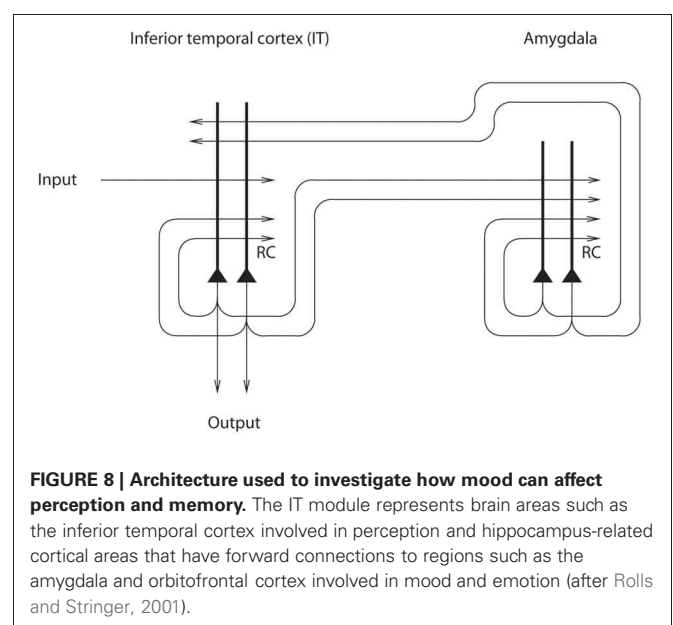 Inferior temporal cortex (IT)
Amygdala
Input
RC
RC
Output
FIGURE 8 | Architecture used to investigate how mood can affect
perception and memory. The IT module represents brain areas such as
the inferior temporal cortex involved in perception and hippocampus-related
cortical areas that have forward connections to regions such as the
amygdala and orbitofrontal cortex involved in mood and emotion (after Rolls
and Stringer, 2001).